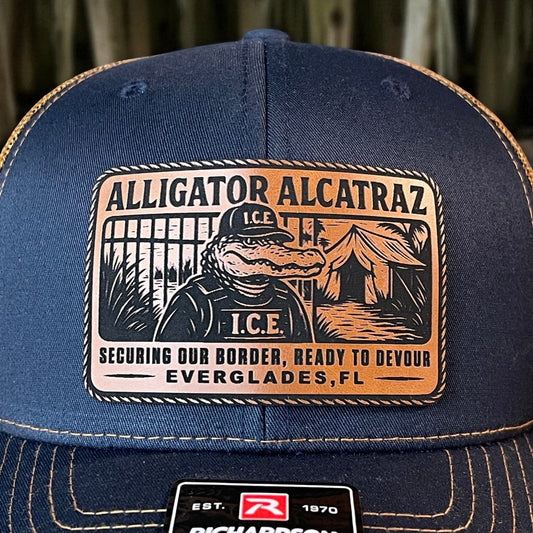 ALLIGATOR ALCATRAZ
I.C.E.
I.C.E.
SECURING OUR BORDER, READY TO DEVOUR
EVERGLADES, FL
EST. R 1970
RICHARDSON